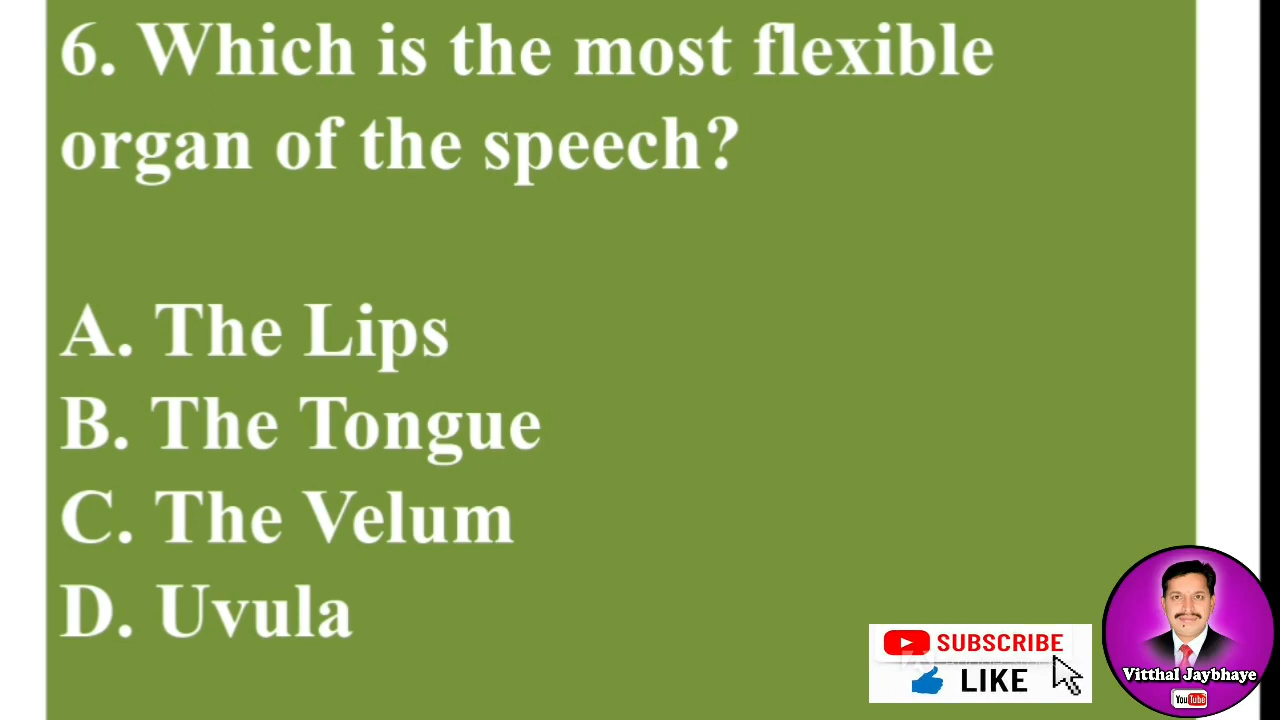 6. Which is the most flexible
organ of the speech?
A. The Lips
B. The Tongue
C. The Velum
D. Uvula
SUBSCRIBE
LIKE
Vitthal Jaybhaye
YouTube